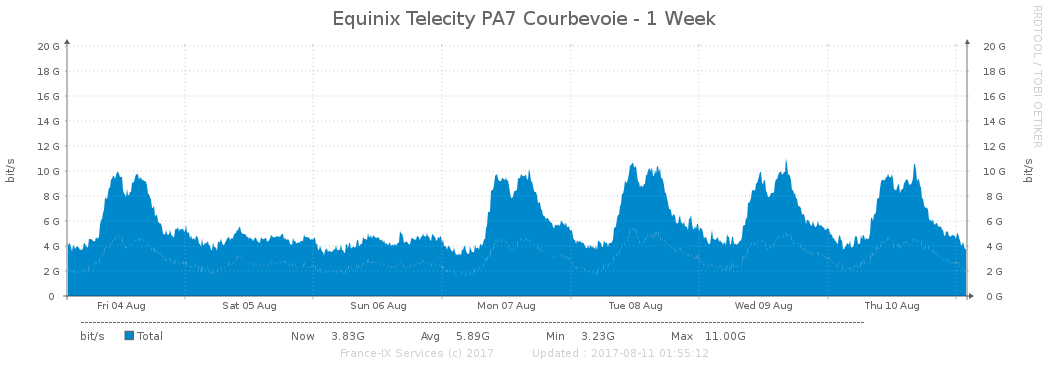 Equinix Telecity PA7 Courbevoie - 1 Week
RRDTOOL / TOBI OETIKER
bit/s
20 G
18 G
16 G
14 G
12 G
10 G
8 G
6 G
4 G
2 G
0
20 G
18 G
16 G
14 G
12 G
10 G
8 G
6 G
4 G
2 G
0 G
bit/s
Fri 04 Aug Sat 05 Aug Sun 06 Aug Mon 07 Aug Tue 08 Aug Wed 09 Aug Thu 10 Aug
bit/s Total Now 3.83G Avg 5.89G Min 3.23G Max 11.00G
France-IX Services (c) 2017 Updated : 2017-08-11 01:55:12